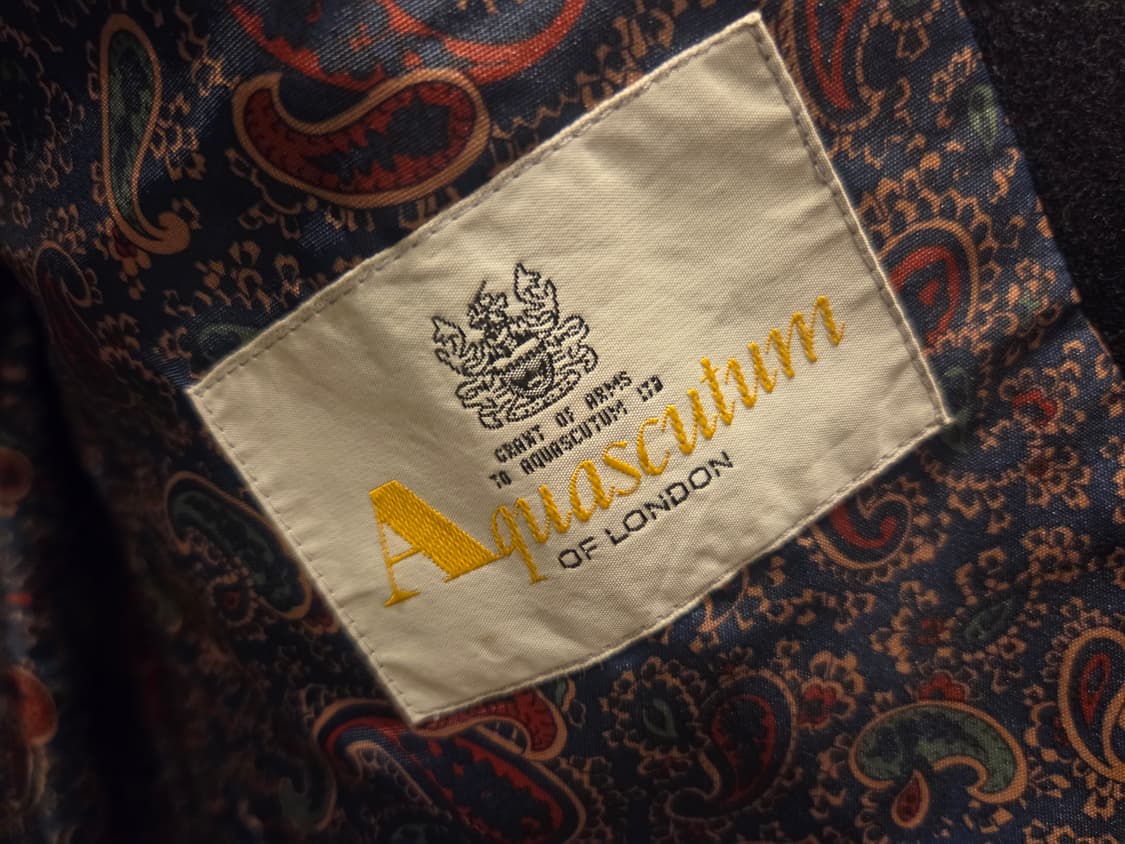 GRANT OF ARMS
TO AQUASCUTUM LTD
Aquascutum
OF LONDON